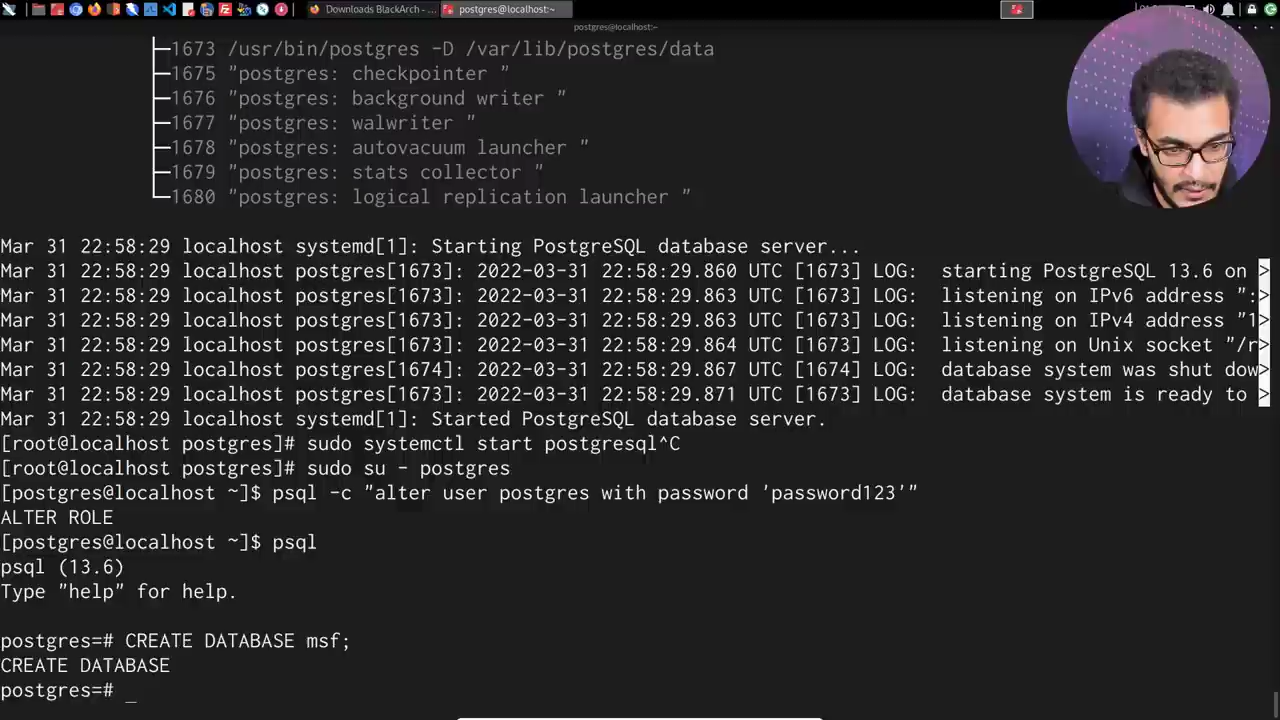 Downloads BlackArch - ...
postgres@localhost:~
postgres@localhost:~
1673 /usr/bin/postgres -D /var/lib/postgres/data
1675 "postgres: checkpointer "
1676 "postgres: background writer "
1677 "postgres: walwriter "
1678 "postgres: autovacuum launcher "
1679 "postgres: stats collector "
1680 "postgres: logical replication launcher "
Mar 31 22:58:29 localhost systemd[1]: Starting PostgreSQL database server...
Mar 31 22:58:29 localhost postgres[1673]: 2022-03-31 22:58:29.860 UTC [1673] LOG:  starting PostgreSQL 13.6 on >
Mar 31 22:58:29 localhost postgres[1673]: 2022-03-31 22:58:29.863 UTC [1673] LOG:  listening on IPv6 address ":>
Mar 31 22:58:29 localhost postgres[1673]: 2022-03-31 22:58:29.863 UTC [1673] LOG:  listening on IPv4 address "1>
Mar 31 22:58:29 localhost postgres[1673]: 2022-03-31 22:58:29.864 UTC [1673] LOG:  listening on Unix socket "/r>
Mar 31 22:58:29 localhost postgres[1674]: 2022-03-31 22:58:29.867 UTC [1674] LOG:  database system was shut dow>
Mar 31 22:58:29 localhost postgres[1673]: 2022-03-31 22:58:29.871 UTC [1673] LOG:  database system is ready to >
Mar 31 22:58:29 localhost systemd[1]: Started PostgreSQL database server.
[root@localhost postgres]# sudo systemctl start postgresql^C
[root@localhost postgres]# sudo su - postgres
[postgres@localhost ~]$ psql -c "alter user postgres with password 'password123'"
ALTER ROLE
[postgres@localhost ~]$ psql
psql (13.6)
Type "help" for help.
postgres=# CREATE DATABASE msf;
CREATE DATABASE
postgres=# _